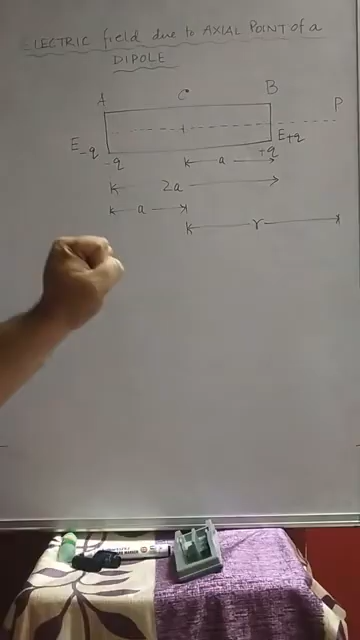 ELECTRIC field due to AXIAL POINT of a
DIPOLE
A C B P
E-q -q a +q E+q
2a
a r